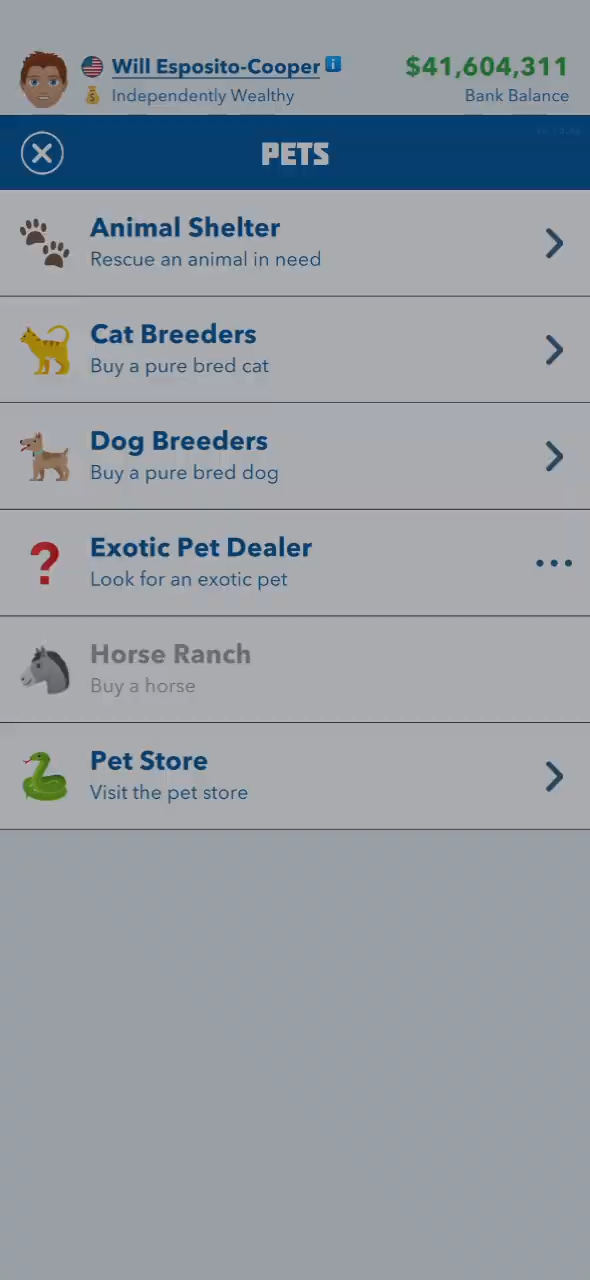 Will Esposito-Cooper
$41,604,311
Independently Wealthy
Bank Balance
PETS
Animal Shelter
Rescue an animal in need
Cat Breeders
Buy a pure bred cat
Dog Breeders
Buy a pure bred dog
Exotic Pet Dealer
Look for an exotic pet
Horse Ranch
Buy a horse
Pet Store
Visit the pet store